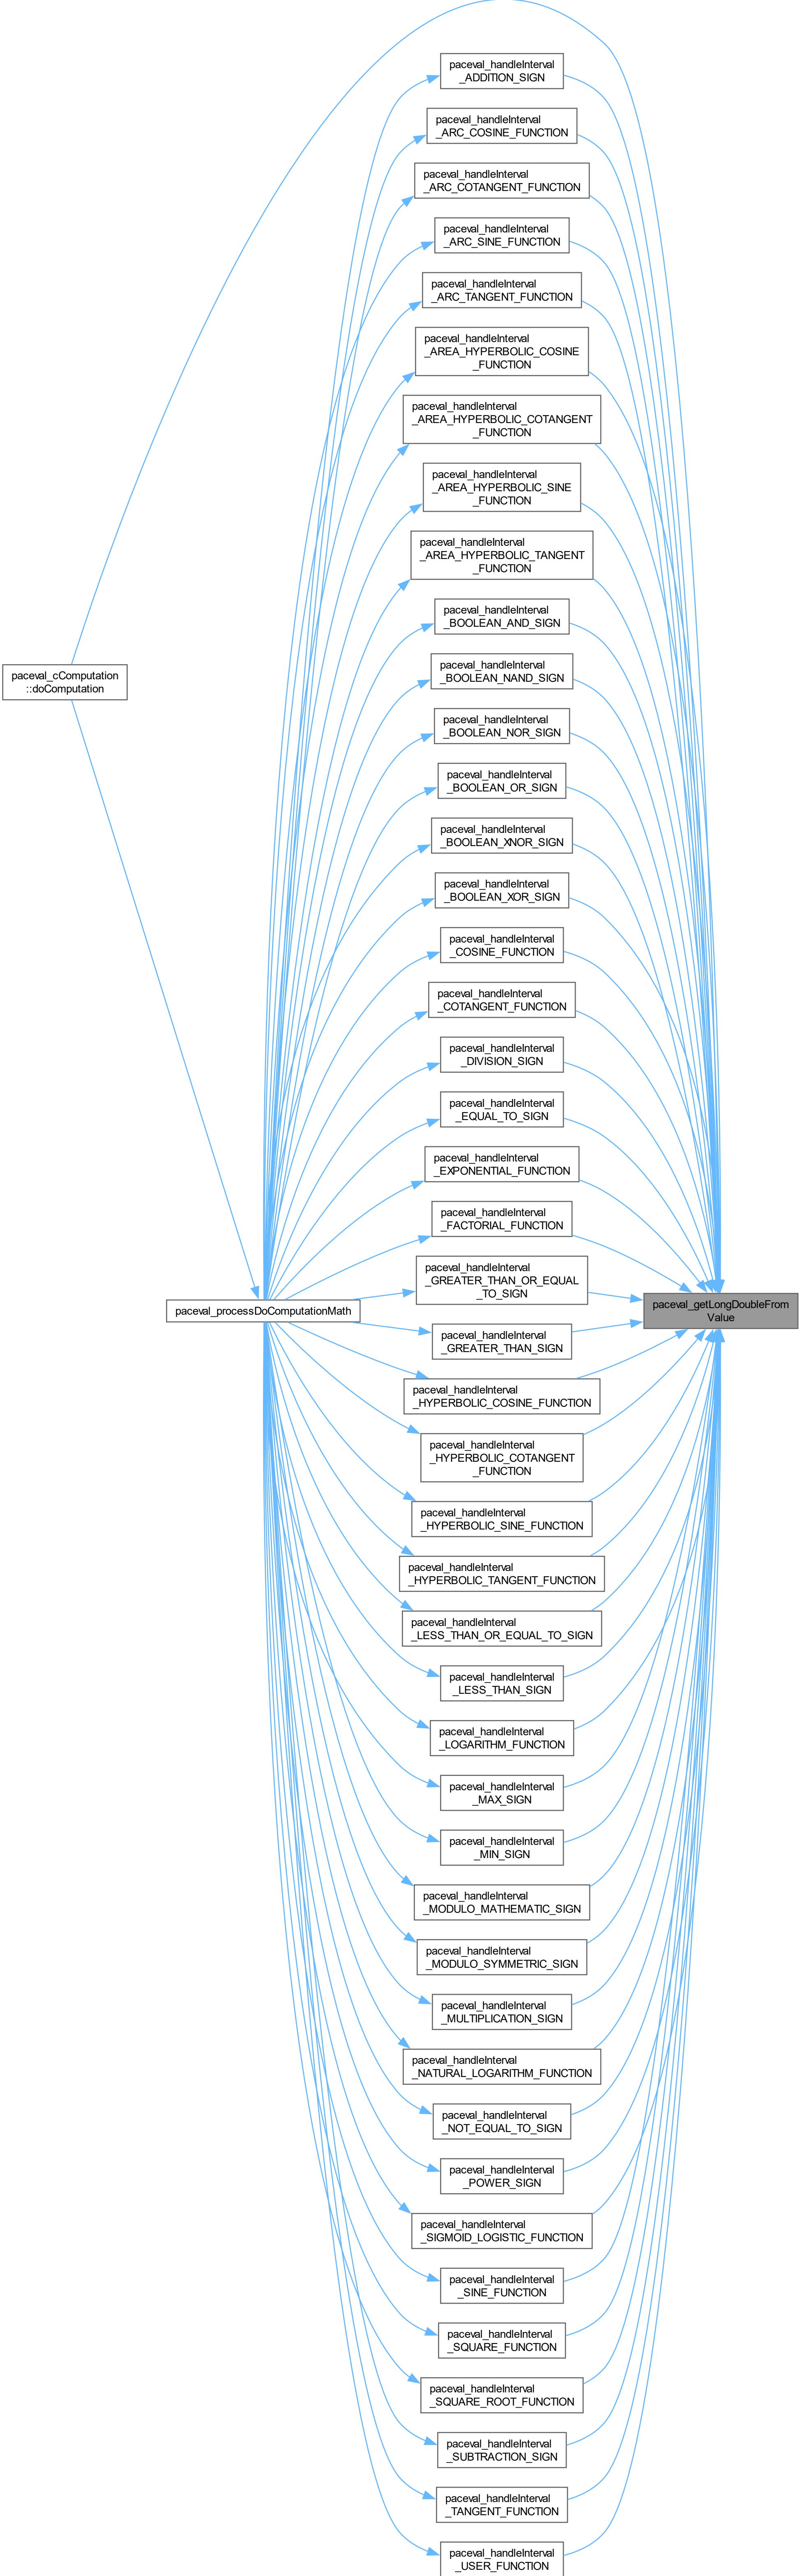 paceval_handleInterval
_ADDITION_SIGN
paceval_handleInterval
_ARC_COSINE_FUNCTION
paceval_handleInterval
_ARC_COTANGENT_FUNCTION
paceval_handleInterval
_ARC_SINE_FUNCTION
paceval_handleInterval
_ARC_TANGENT_FUNCTION
paceval_handleInterval
_AREA_HYPERBOLIC_COSINE
_FUNCTION
paceval_handleInterval
_AREA_HYPERBOLIC_COTANGENT
_FUNCTION
paceval_handleInterval
_AREA_HYPERBOLIC_SINE
_FUNCTION
paceval_handleInterval
_AREA_HYPERBOLIC_TANGENT
_FUNCTION
paceval_handleInterval
_BOOLEAN_AND_SIGN
paceval_cComputation
::doComputation
paceval_handleInterval
_BOOLEAN_NAND_SIGN
paceval_handleInterval
_BOOLEAN_NOR_SIGN
paceval_handleInterval
_BOOLEAN_OR_SIGN
paceval_handleInterval
_BOOLEAN_XNOR_SIGN
paceval_handleInterval
_BOOLEAN_XOR_SIGN
paceval_handleInterval
_COSINE_FUNCTION
paceval_handleInterval
_COTANGENT_FUNCTION
paceval_handleInterval
_DIVISION_SIGN
paceval_handleInterval
_EQUAL_TO_SIGN
paceval_handleInterval
_EXPONENTIAL_FUNCTION
paceval_handleInterval
_FACTORIAL_FUNCTION
paceval_handleInterval
_GREATER_THAN_OR_EQUAL
_TO_SIGN
paceval_processDoComputationMath
paceval_getLongDoubleFrom
Value
paceval_handleInterval
_GREATER_THAN_SIGN
paceval_handleInterval
_HYPERBOLIC_COSINE_FUNCTION
paceval_handleInterval
_HYPERBOLIC_COTANGENT
_FUNCTION
paceval_handleInterval
_HYPERBOLIC_SINE_FUNCTION
paceval_handleInterval
_HYPERBOLIC_TANGENT_FUNCTION
paceval_handleInterval
_LESS_THAN_OR_EQUAL_TO_SIGN
paceval_handleInterval
_LESS_THAN_SIGN
paceval_handleInterval
_LOGARITHM_FUNCTION
paceval_handleInterval
_MAX_SIGN
paceval_handleInterval
_MIN_SIGN
paceval_handleInterval
_MODULO_MATHEMATIC_SIGN
paceval_handleInterval
_MODULO_SYMMETRIC_SIGN
paceval_handleInterval
_MULTIPLICATION_SIGN
paceval_handleInterval
_NATURAL_LOGARITHM_FUNCTION
paceval_handleInterval
_NOT_EQUAL_TO_SIGN
paceval_handleInterval
_POWER_SIGN
paceval_handleInterval
_SIGMOID_LOGISTIC_FUNCTION
paceval_handleInterval
_SINE_FUNCTION
paceval_handleInterval
_SQUARE_FUNCTION
paceval_handleInterval
_SQUARE_ROOT_FUNCTION
paceval_handleInterval
_SUBTRACTION_SIGN
paceval_handleInterval
_TANGENT_FUNCTION
paceval_handleInterval
_USER_FUNCTION